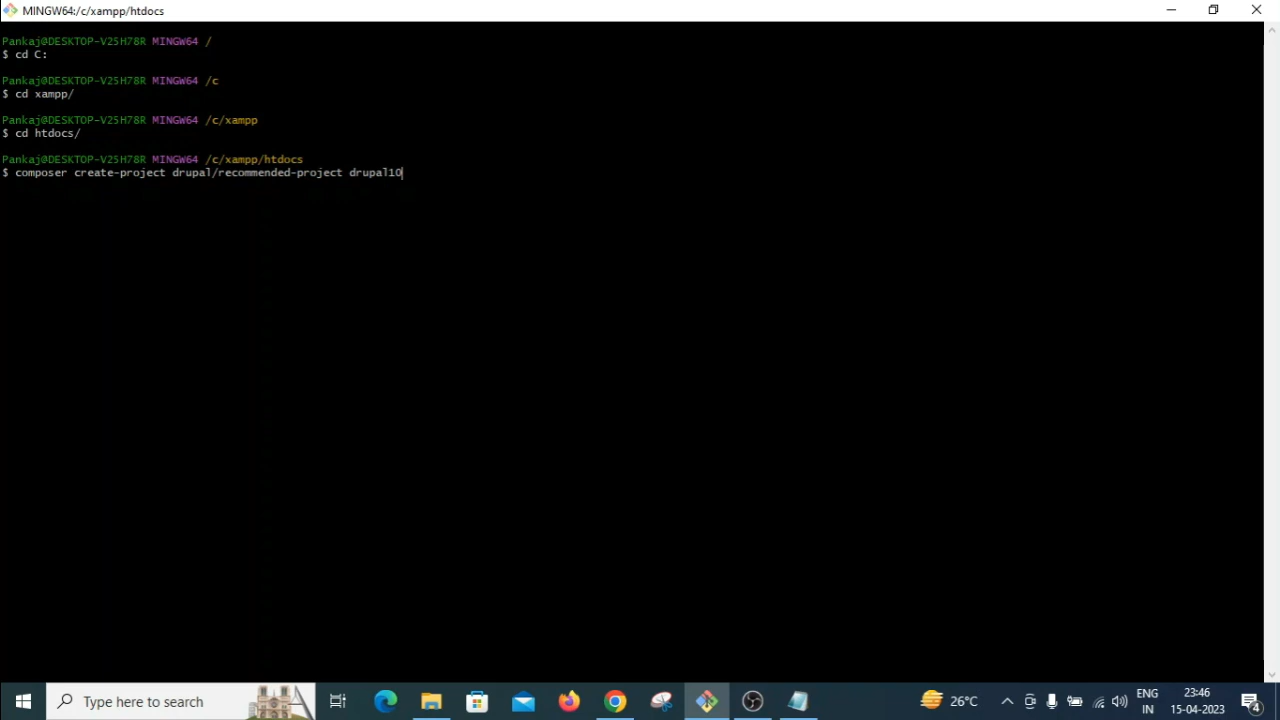 MINGW64:/c/xampp/htdocs
Pankaj@DESKTOP-V25H78R MINGW64 /
$ cd C:
Pankaj@DESKTOP-V25H78R MINGW64 /c
$ cd xampp/
Pankaj@DESKTOP-V25H78R MINGW64 /c/xampp
$ cd htdocs/
Pankaj@DESKTOP-V25H78R MINGW64 /c/xampp/htdocs
$ composer create-project drupal/recommended-project drupal10
Type here to search
26°C
ENG
IN
23:46
15-04-2023
4